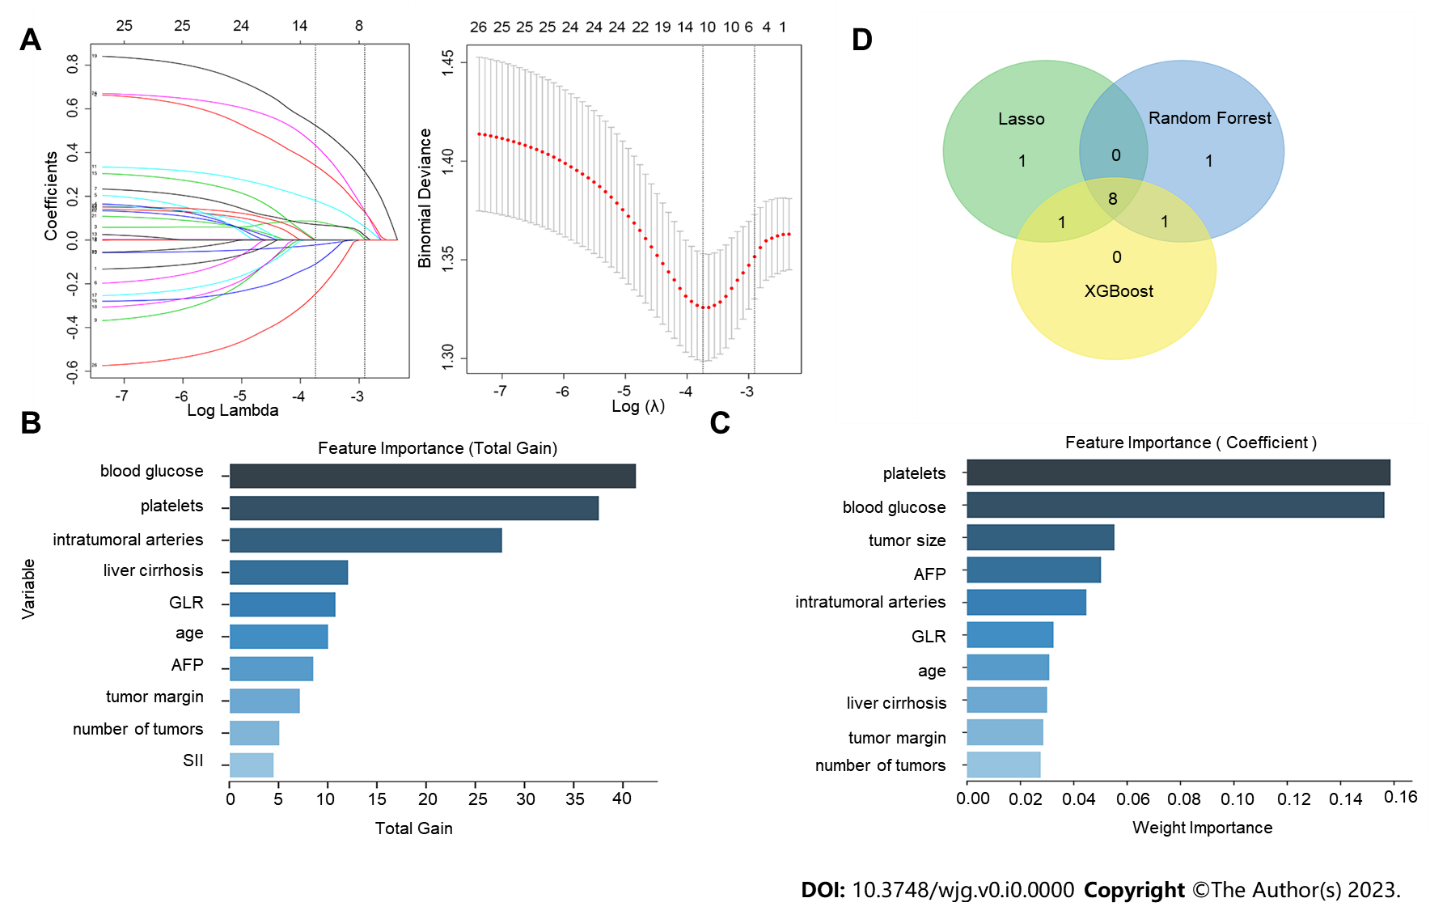 A
25 25 24 14 8
0.8
0.6
0.4
0.2
0.0
-0.2
-0.4
-0.6
Coefficients
-7 -6 -5 -4 -3
Log Lambda
26 25 25 25 24 24 24 22 19 14 10 10 6 4 1
1.45
1.40
1.35
1.30
Binomial Deviance
-7 -6 -5 -4 -3
Log (λ)
D
Lasso
Random Forrest
1
0
1
8
1
1
0
XGBoost
B
Feature Importance (Total Gain)
Variable
blood glucose
platelets
intratumoral arteries
liver cirrhosis
GLR
age
AFP
tumor margin
number of tumors
SII
0 5 10 15 20 25 30 35 40
Total Gain
C
Feature Importance ( Coefficient )
platelets
blood glucose
tumor size
AFP
intratumoral arteries
GLR
age
liver cirrhosis
tumor margin
number of tumors
0.00 0.02 0.04 0.06 0.08 0.10 0.12 0.14 0.16
Weight Importance
DOI: 10.3748/wjg.v0.i0.0000 Copyright ©The Author(s) 2023.